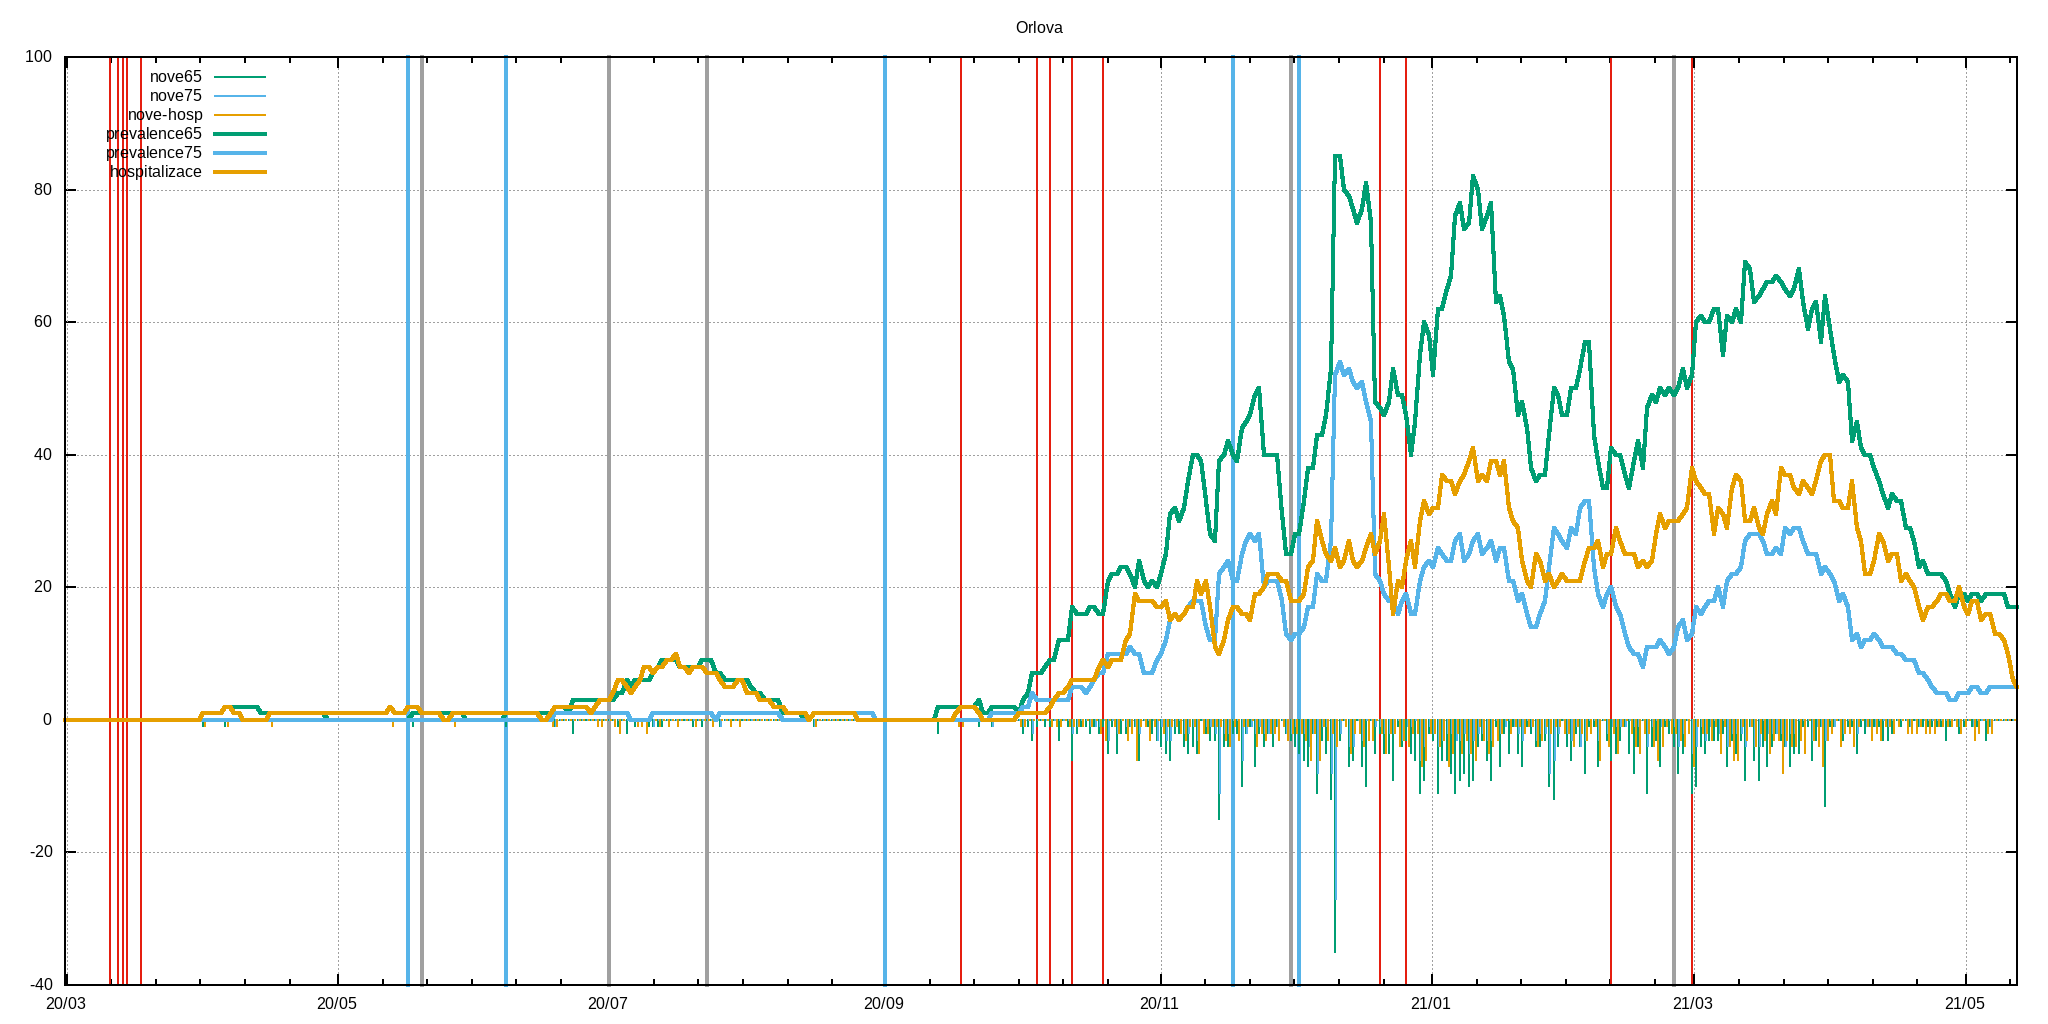 Orlova
100
nove65
nove75
nove-hosp
prevalence65
prevalence75
hospitalizace
80
60
40
20
0
-20
-40
20/03 20/05 20/07 20/09 20/11 21/01 21/03 21/05